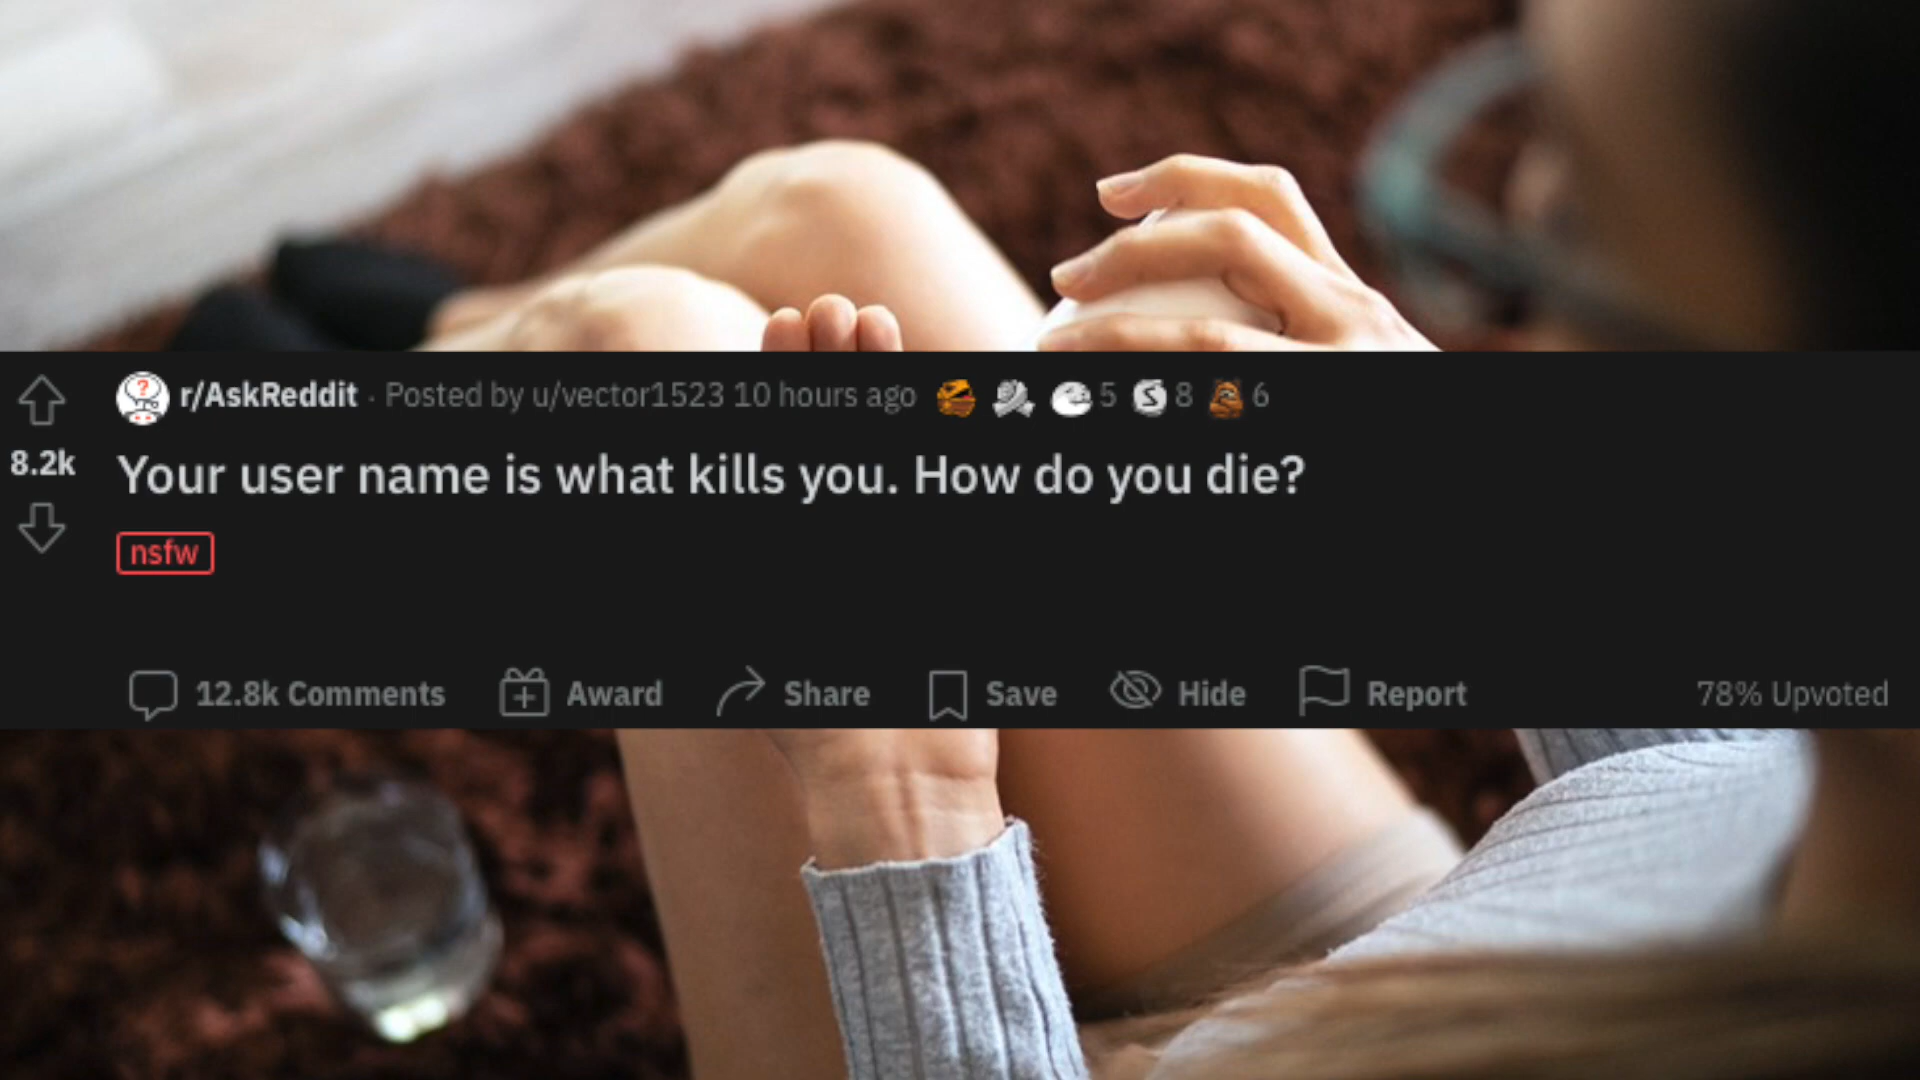 r/AskReddit · Posted by u/vector1523 10 hours ago 5 8 6
8.2k
Your user name is what kills you. How do you die?
nsfw
12.8k Comments Award Share Save Hide Report 78% Upvoted